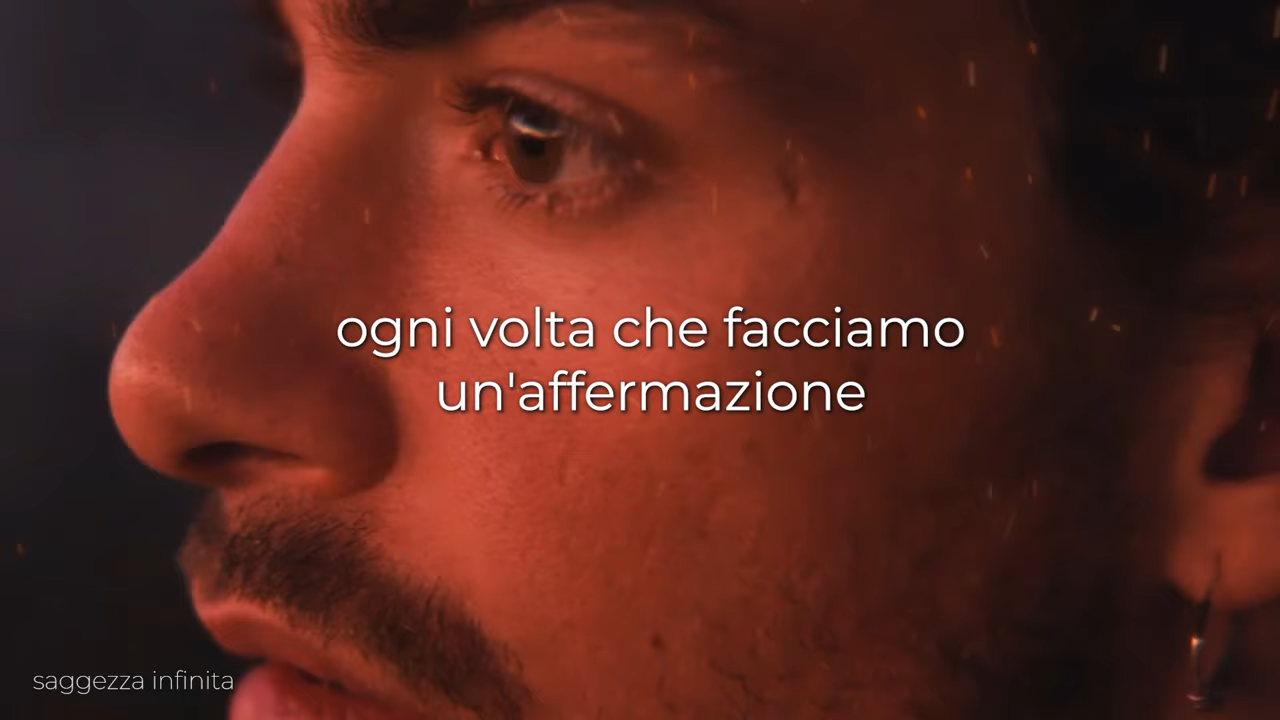 ogni volta che facciamo
un'affermazione
saggezza infinita